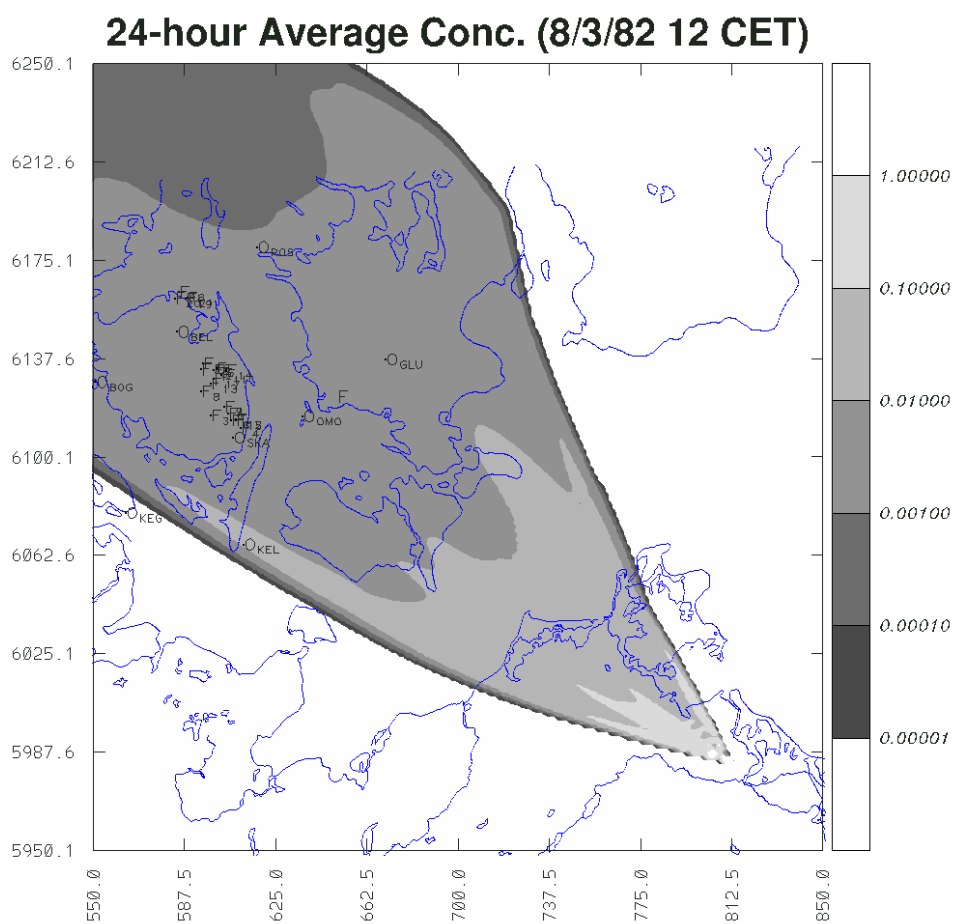 24-hour Average Conc. (8/3/82 12 CET)
6250.1
6212.6
6175.1
6137.6
6100.1
6062.6
6025.1
5987.6
5950.1
550.0
587.5
625.0
662.5
700.0
737.5
775.0
812.5
850.0
1.00000
0.10000
0.01000
0.00100
0.00010
0.00001
O ROS
O BEL
O GLU
O BOG
F
O OMO
O SKA
O KEG
O KEL